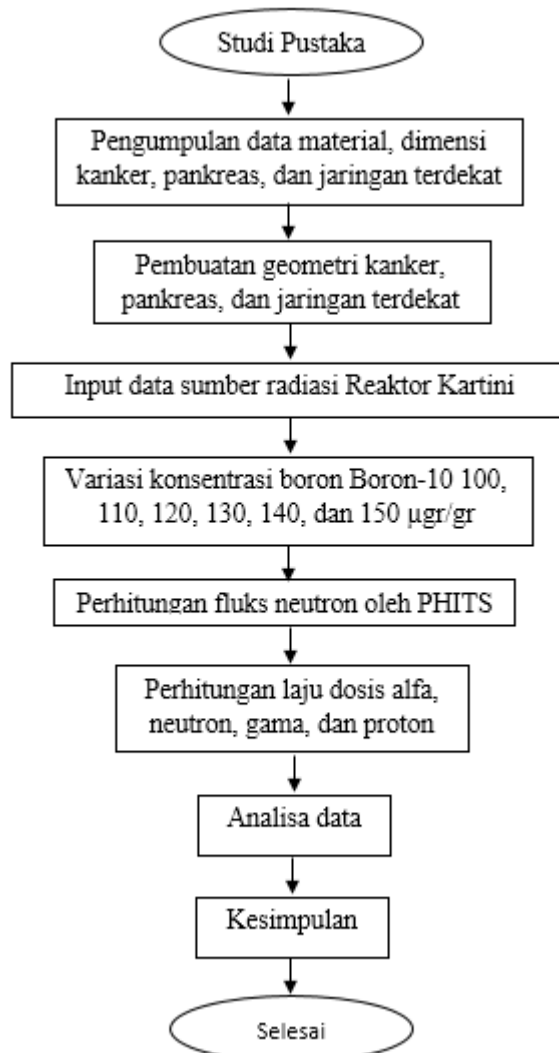 Studi Pustaka
Pengumpulan data material, dimensi
kanker, pankreas, dan jaringan terdekat
Pembuatan geometri kanker,
pankreas, dan jaringan terdekat
Input data sumber radiasi Reaktor Kartini
Variasi konsentrasi boron Boron-10 100,
110, 120, 130, 140, dan 150 µgr/gr
Perhitungan fluks neutron oleh PHITS
Perhitungan laju dosis alfa,
neutron, gama, dan proton
Analisa data
Kesimpulan
Selesai